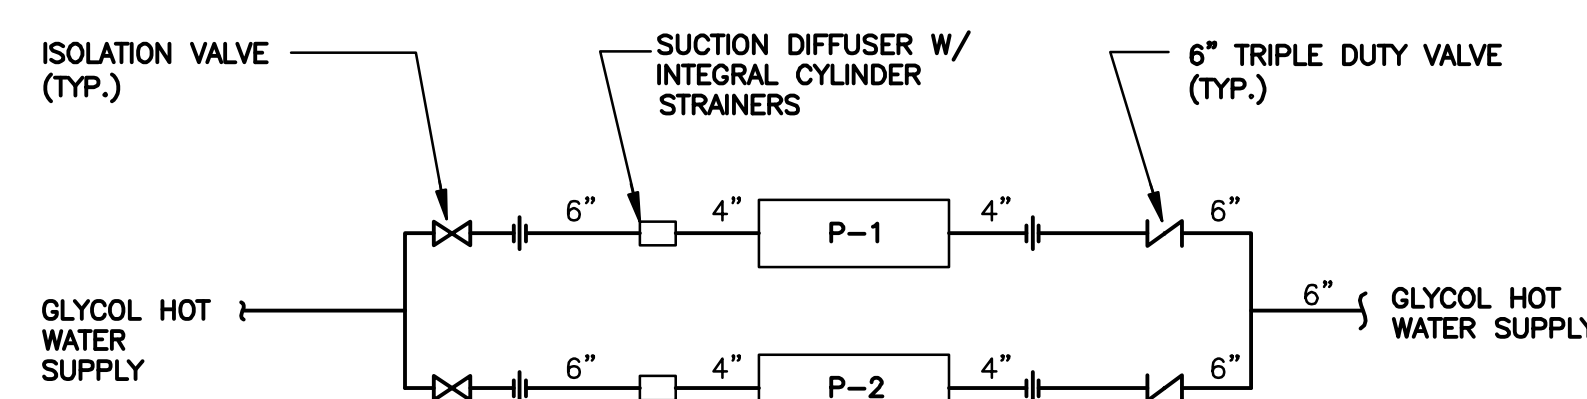 ISOLATION VALVE
(TYP.)
SUCTION DIFFUSER W/
INTEGRAL CYLINDER
STRAINERS
6” TRIPLE DUTY VALVE
(TYP.)
6” 4” P-1 4” 6”
GLYCOL HOT
WATER
SUPPLY
6”
GLYCOL HOT
WATER SUPPLY
6” 4” P-2 4” 6”